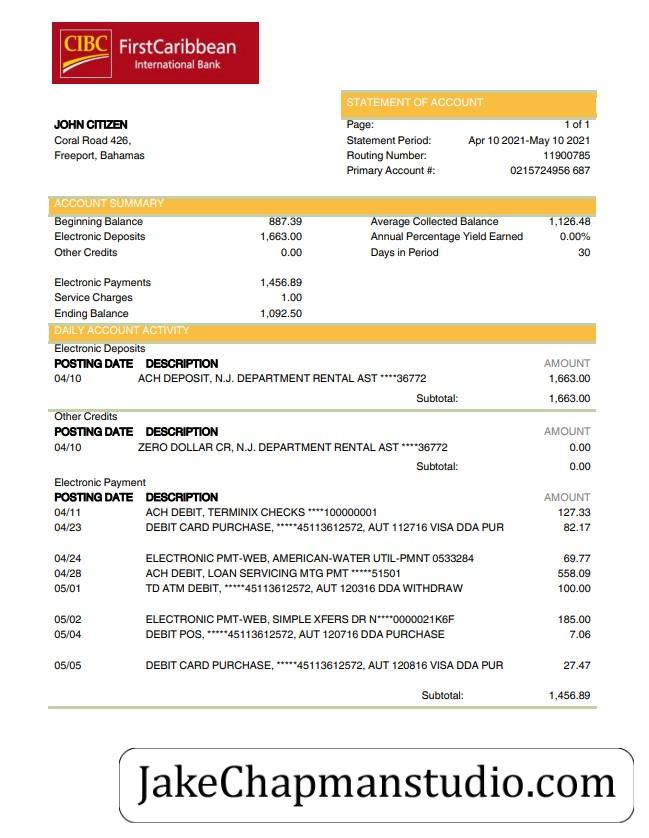 CIBC FirstCaribbean
International Bank
STATEMENT OF ACCOUNT
JOHN CITIZEN
Coral Road 426,
Freeport, Bahamas
Page: 1 of 1
Statement Period: Apr 10 2021-May 10 2021
Routing Number: 11900785
Primary Account #: 0215724956 687
ACCOUNT SUMMARY
Beginning Balance 887.39 Average Collected Balance 1,126.48
Electronic Deposits 1,663.00 Annual Percentage Yield Earned 0.00%
Other Credits 0.00 Days in Period 30
Electronic Payments 1,456.89
Service Charges 1.00
Ending Balance 1,092.50
DAILY ACCOUNT ACTIVITY
Electronic Deposits
POSTING DATE DESCRIPTION AMOUNT
04/10 ACH DEPOSIT, N.J. DEPARTMENT RENTAL AST ****36772 1,663.00
Subtotal: 1,663.00
Other Credits
POSTING DATE DESCRIPTION AMOUNT
04/10 ZERO DOLLAR CR, N.J. DEPARTMENT RENTAL AST ****36772 0.00
Subtotal: 0.00
Electronic Payment
POSTING DATE DESCRIPTION AMOUNT
04/11 ACH DEBIT, TERMINIX CHECKS ****100000001 127.33
04/23 DEBIT CARD PURCHASE, *****45113612572, AUT 112716 VISA DDA PUR 82.17
04/24 ELECTRONIC PMT-WEB, AMERICAN-WATER UTIL-PMNT 0533284 69.77
04/28 ACH DEBIT, LOAN SERVICING MTG PMT *****51501 558.09
05/01 TD ATM DEBIT, *****45113612572, AUT 120316 DDA WITHDRAW 100.00
05/02 ELECTRONIC PMT-WEB, SIMPLE XFERS DR N****0000021K6F 185.00
05/04 DEBIT POS, *****45113612572, AUT 120716 DDA PURCHASE 7.06
05/05 DEBIT CARD PURCHASE, *****45113612572, AUT 120816 VISA DDA PUR 27.47
Subtotal: 1,456.89
JakeChapmanstudio.com